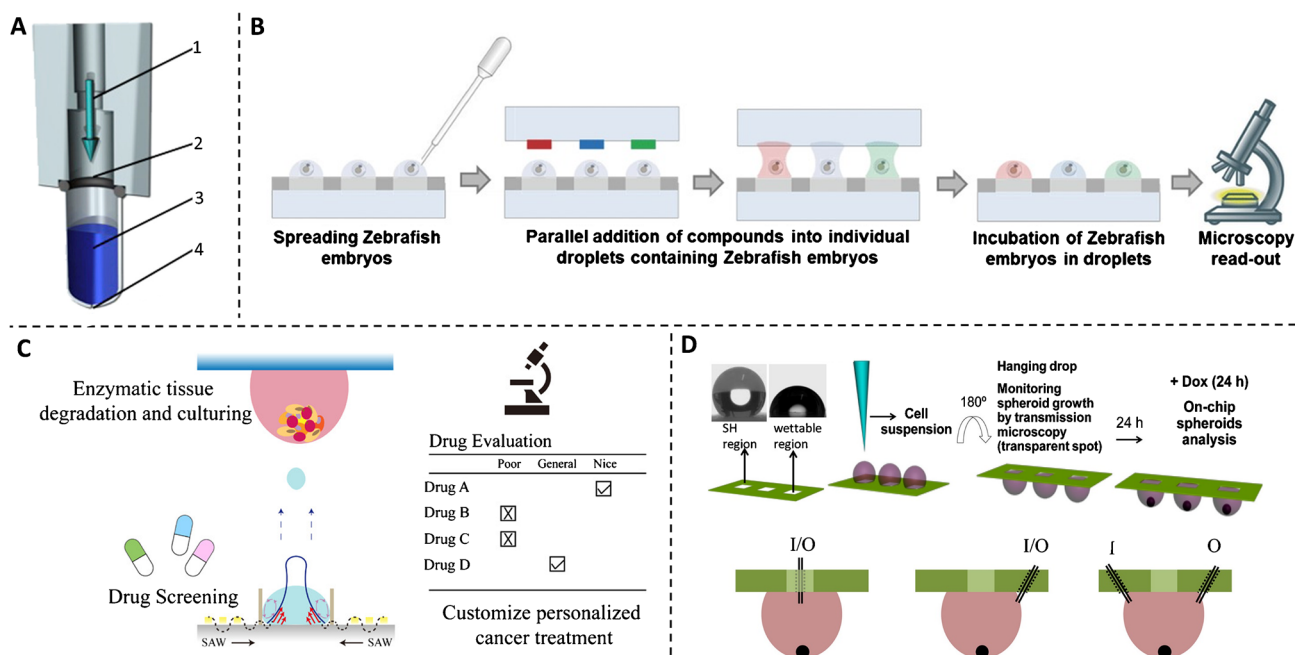 A
1
2
3
4
B
Spreading Zebrafish
embryos
Parallel addition of compounds into individual
droplets containing Zebrafish embryos
Incubation of Zebrafish
embryos in droplets
Microscopy
read-out
C
Enzymatic tissue
degradation and culturing
Drug Screening
SAW
SAW
Drug Evaluation
Poor General Nice
Drug A
Drug B
Drug C
Drug D
Customize personalized
cancer treatment
D
SH
region
wettable
region
Cell
suspension
180º
Hanging drop
Monitoring
spheroid growth
by transmission
microscopy
(transparent spot)
24 h
+ Dox (24 h)
On-chip
spheroids
analysis
I/O
I/O
I
O